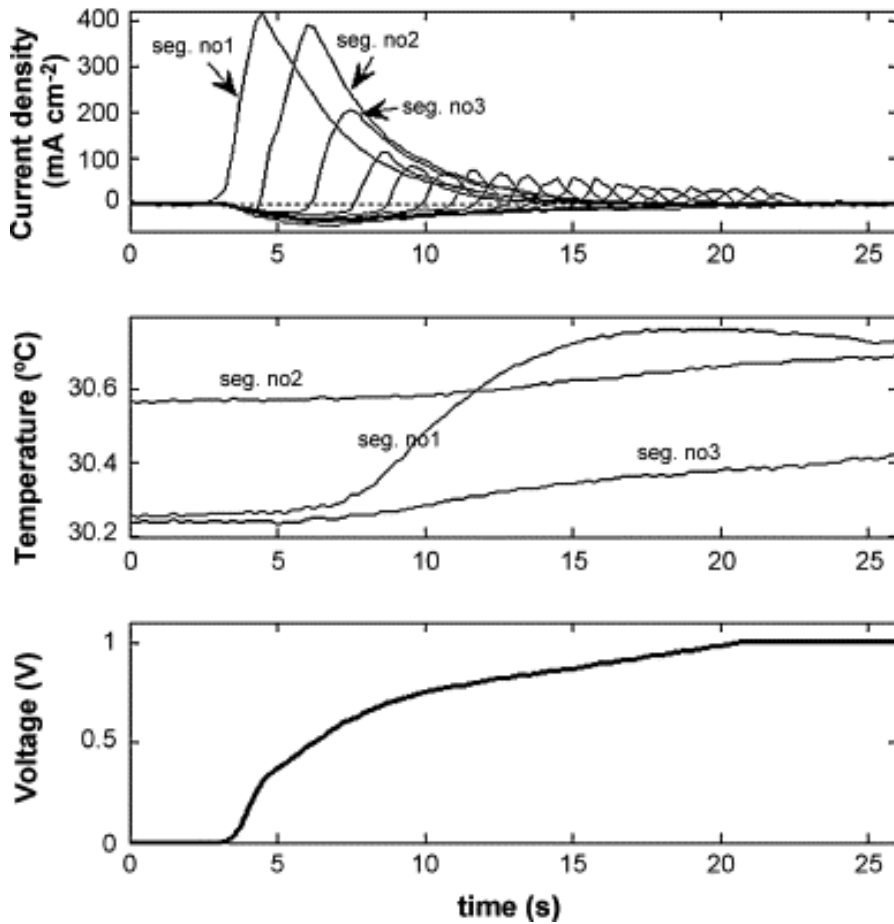 Current density
(mA cm-2)
400
300
200
100
0
seg. no1
seg. no2
seg. no3
0
5
10
15
20
25
Temperature (ºC)
30.6
30.4
30.2
seg. no2
seg. no1
seg. no3
0
5
10
15
20
25
Voltage (V)
1
0.5
0
0
5
10
15
20
25
time (s)